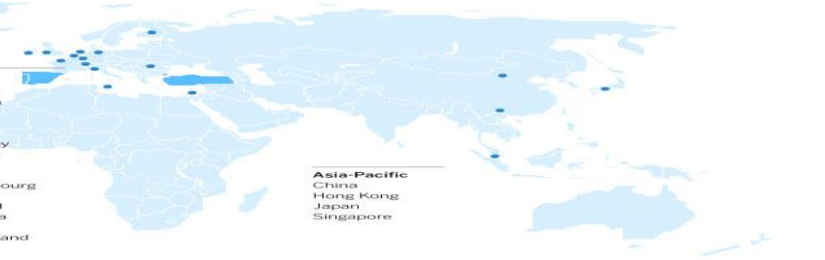 y
ourg
l
a
and
Asia-Pacific
China
Hong Kong
Japan
Singapore